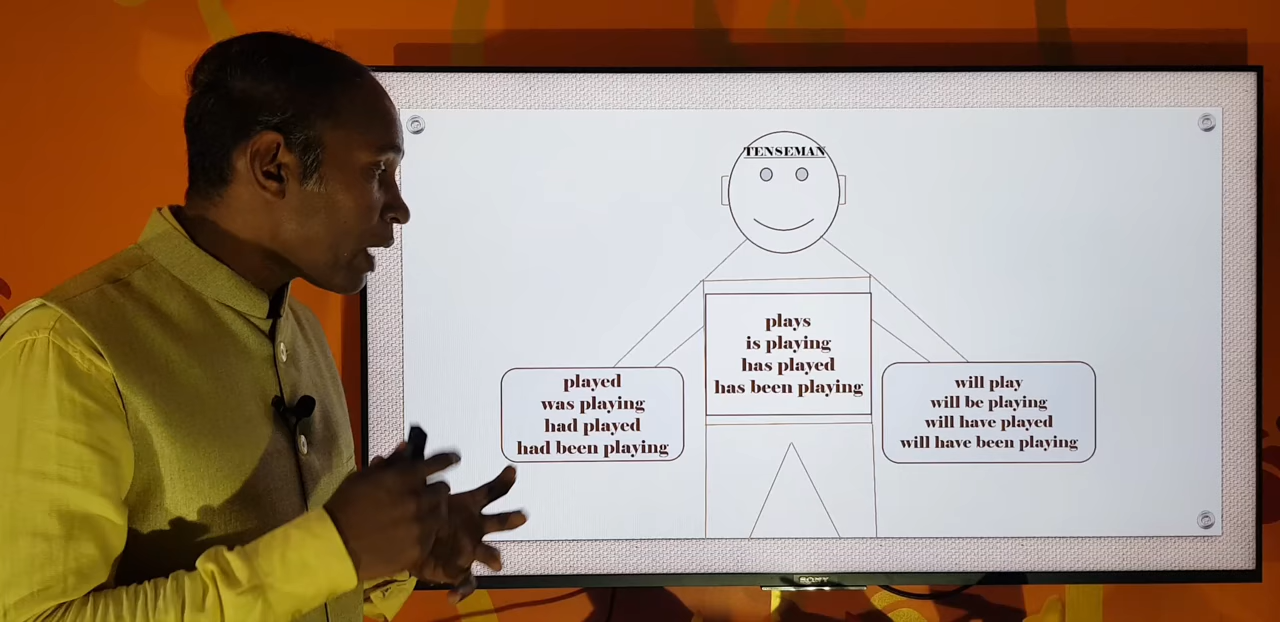 TENSEMAN
plays
is playing
has played
has been playing
played
was playing
had played
had been playing
will play
will be playing
will have played
will have been playing
SONY